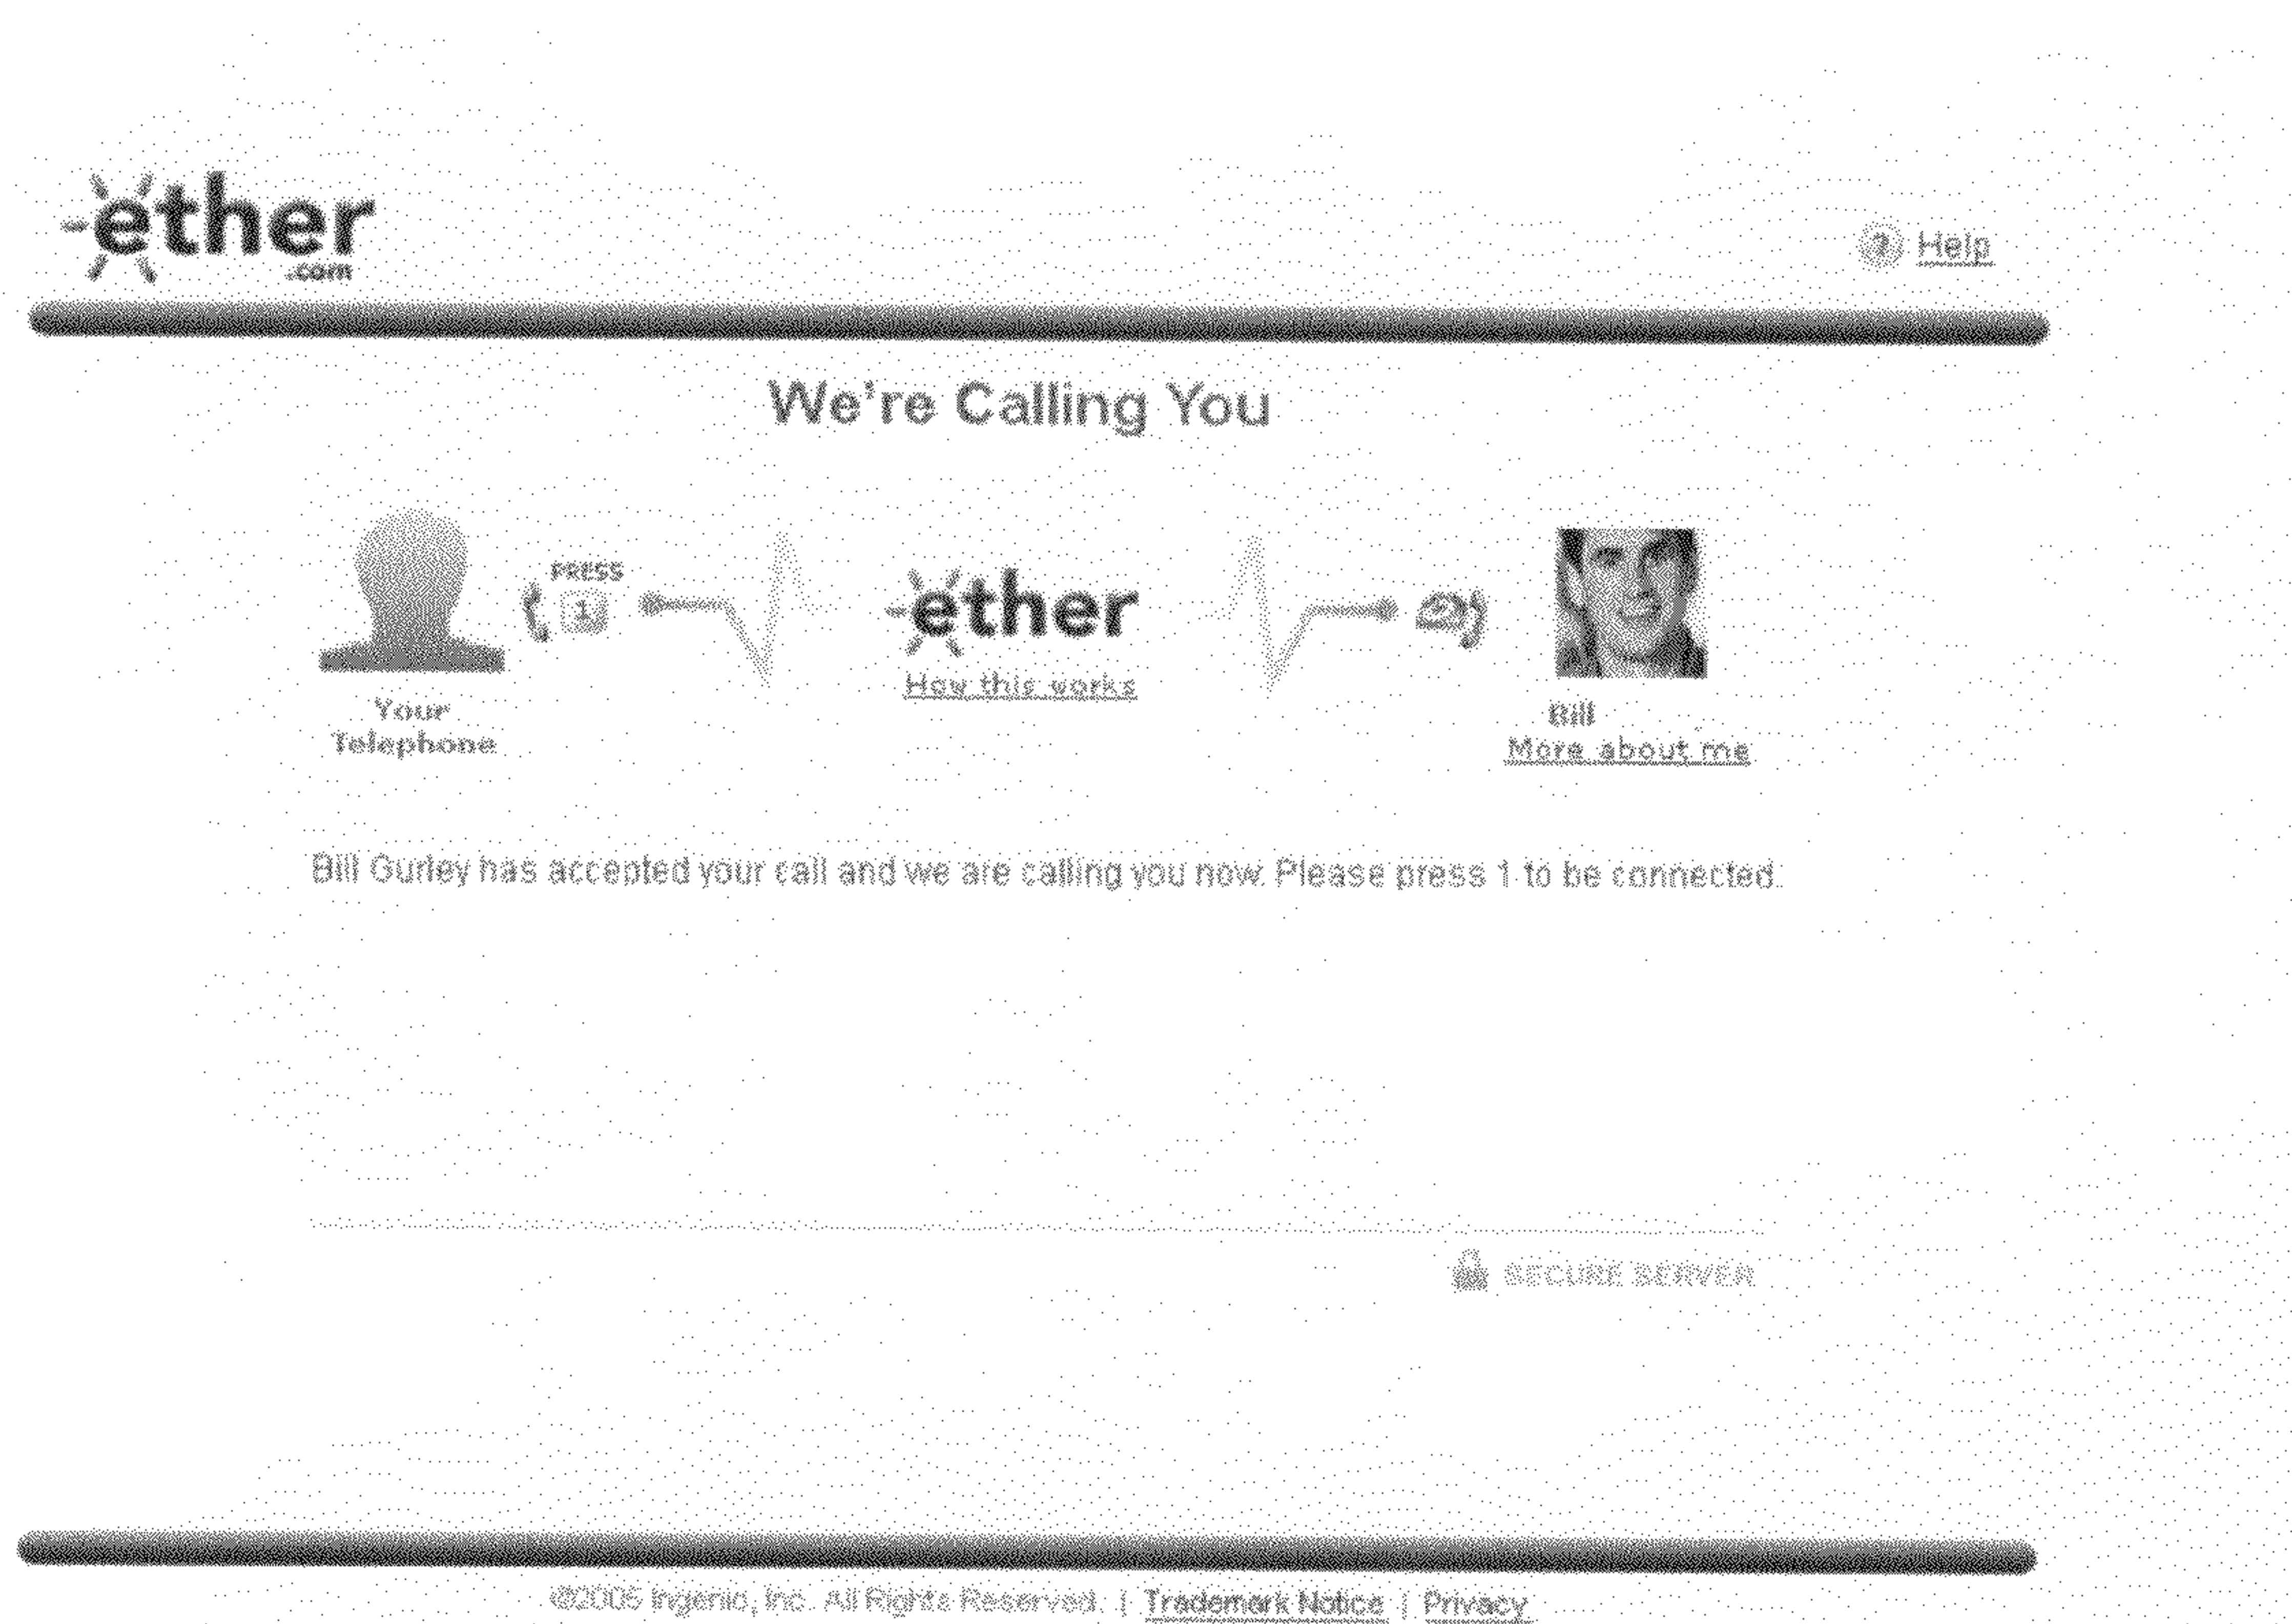 ether
.com
? Help
We're Calling You
PRESS
1
ether
How this works
Your
Telephone
Bill
More about me
Bill Gurley has accepted your call and we are calling you now. Please press 1 to be connected.
SECURE SERVER
©2005 Ingenio, Inc. All Rights Reserved. | Trademark Notice | Privacy